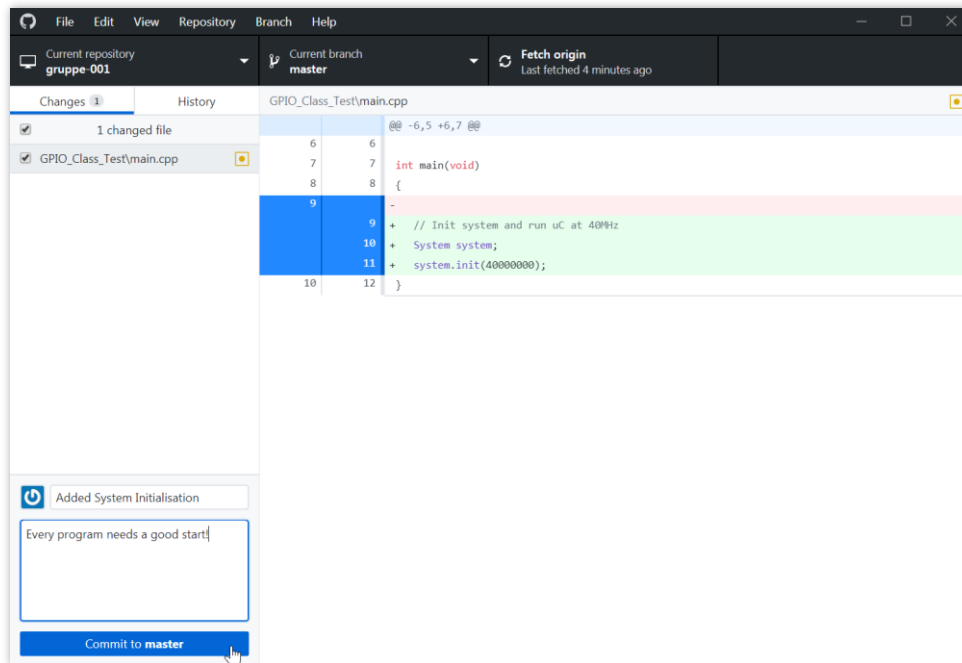 File Edit View Repository Branch Help
Current repository
gruppe-001
Current branch
master
Fetch origin
Last fetched 4 minutes ago
Changes 1 History
GPIO_Class_Test\main.cpp
1 changed file
GPIO_Class_Test\main.cpp
@@ -6,5 +6,7 @@
6 6
7 7 int main(void)
8 8 {
9 -
9 + // Init system and run uC at 40MHz
10 + System system;
11 + system.init(40000000);
10 12 }
Added System Initialisation
Every program needs a good start!
Commit to master